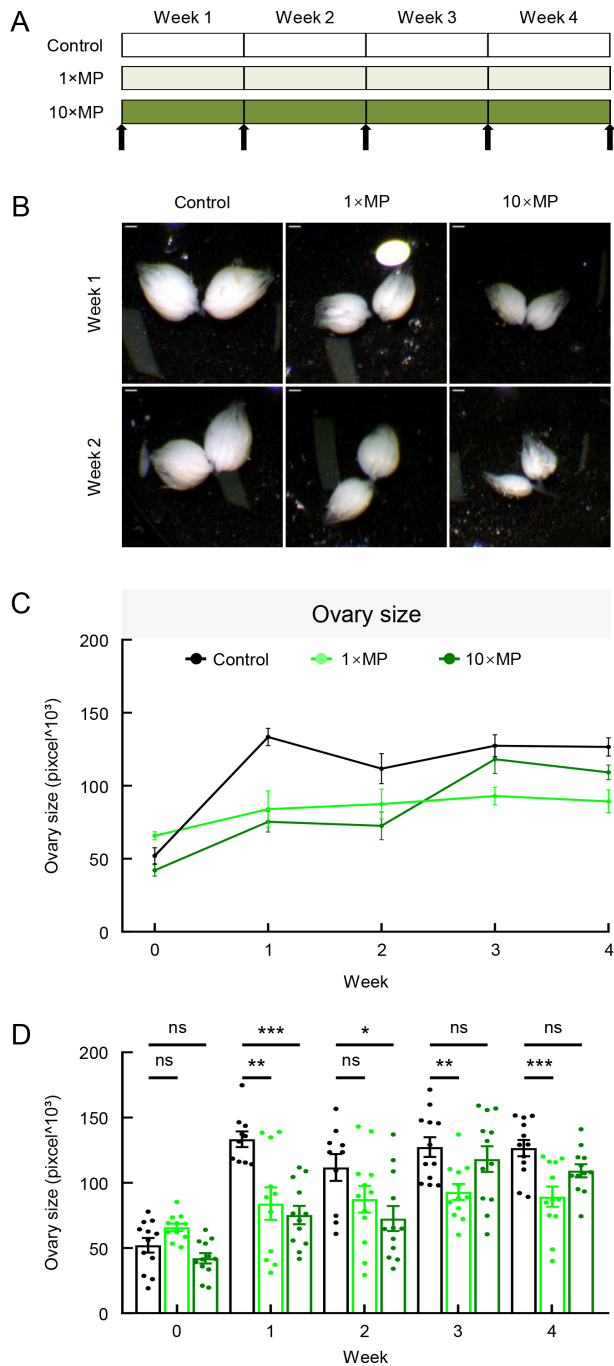 A
Week 1 Week 2 Week 3 Week 4
Control
1×MP
10×MP
B
Control 1×MP 10×MP
Week 1
Week 2
C
Ovary size
200
150
100
50
0
Control 1×MP 10×MP
Ovary size (pixcel^10³)
0 1 2 3 4
Week
D
ns *** * ns ns
ns ** ns ** ***
200
150
100
50
0
Ovary size (pixcel^10³)
0 1 2 3 4
Week